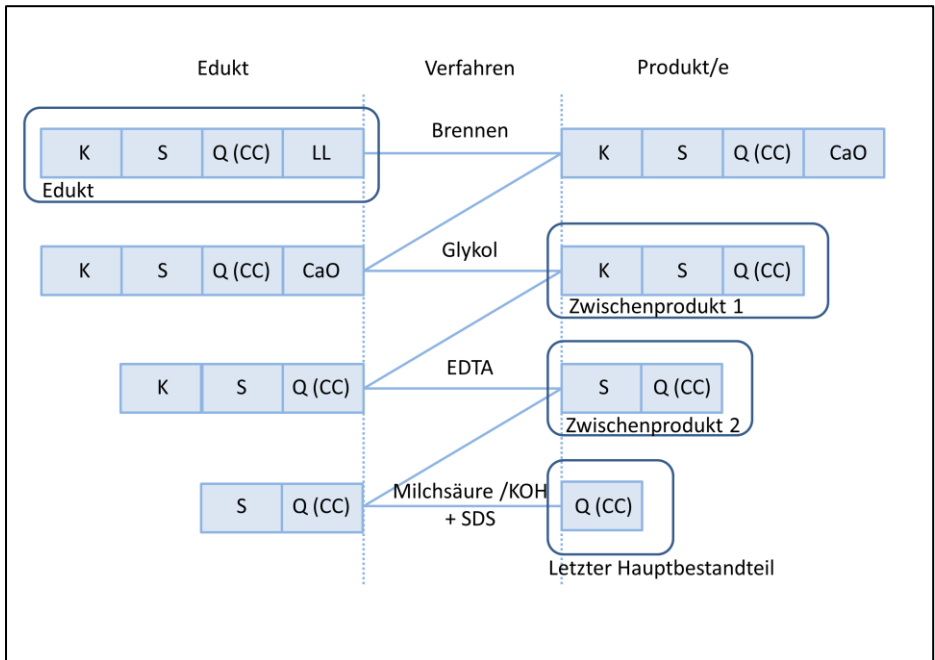 Edukt Verfahren Produkt/e
Brennen
K S Q (CC) LL K S Q (CC) CaO
Edukt
Glykol
K S Q (CC) CaO K S Q (CC)
Zwischenprodukt 1
EDTA
K S Q (CC) S Q (CC)
Zwischenprodukt 2
Milchsäure /KOH
S Q (CC) Q (CC)
+ SDS
Letzter Hauptbestandteil